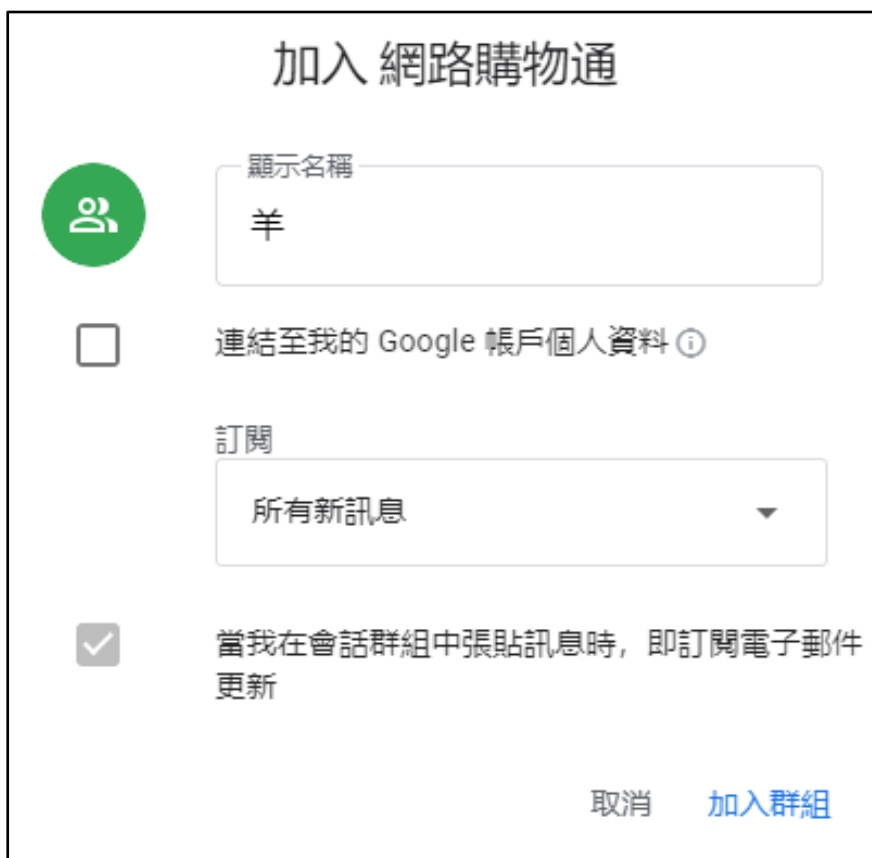 加入 網路購物通
顯示名稱
羊
連結至我的 Google 帳戶個人資料
訂閱
所有新訊息
當我在會話群組中張貼訊息時，即訂閱電子郵件
更新
取消 加入群組